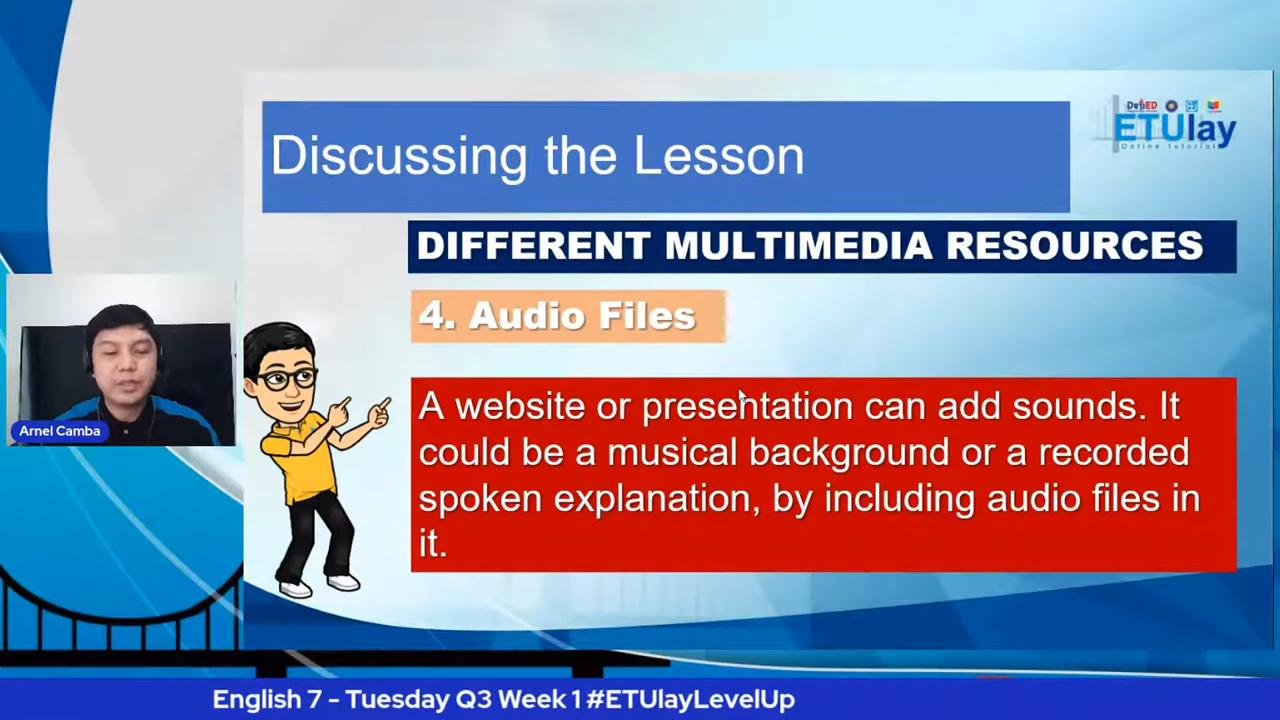 Discussing the Lesson
DepED
ETUlay
Online Tutorial
DIFFERENT MULTIMEDIA RESOURCES
4. Audio Files
A website or presentation can add sounds. It
could be a musical background or a recorded
spoken explanation, by including audio files in
it.
Arnel Camba
English 7 - Tuesday Q3 Week 1 #ETUlayLevelUp